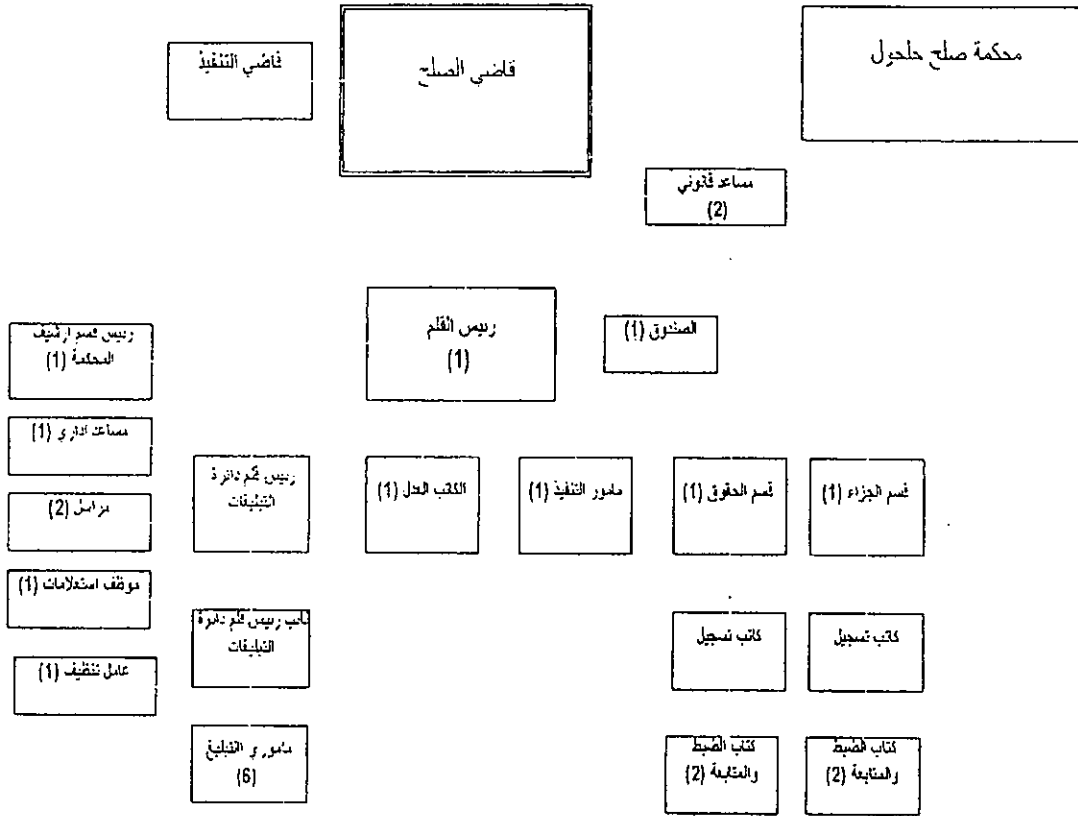 محكمة صلح حلحول
قاضي الصلح
قاضي التنفيذ
مساعد قانوني
(2)
الصندوق (1)
رئيس القلم
(1)
رئيس قسم ارشيف
المحكمة (1)
مساعد اداري (1)
مراسل (2)
موظف استعلامات (1)
عامل تنظيف (1)
قسم الجزاء (1)
قسم الحقوق (1)
مامور التنفيذ (1)
الكاتب العدل (1)
رئيس قلم دائرة
التبليغات
كاتب تسجيل
كاتب تسجيل
نائب رئيس قلم دائرة
التبليغات
كتاب الضبط
والمتابعة (2)
كتاب الضبط
والمتابعة (2)
مأموري التبليغ
(6)